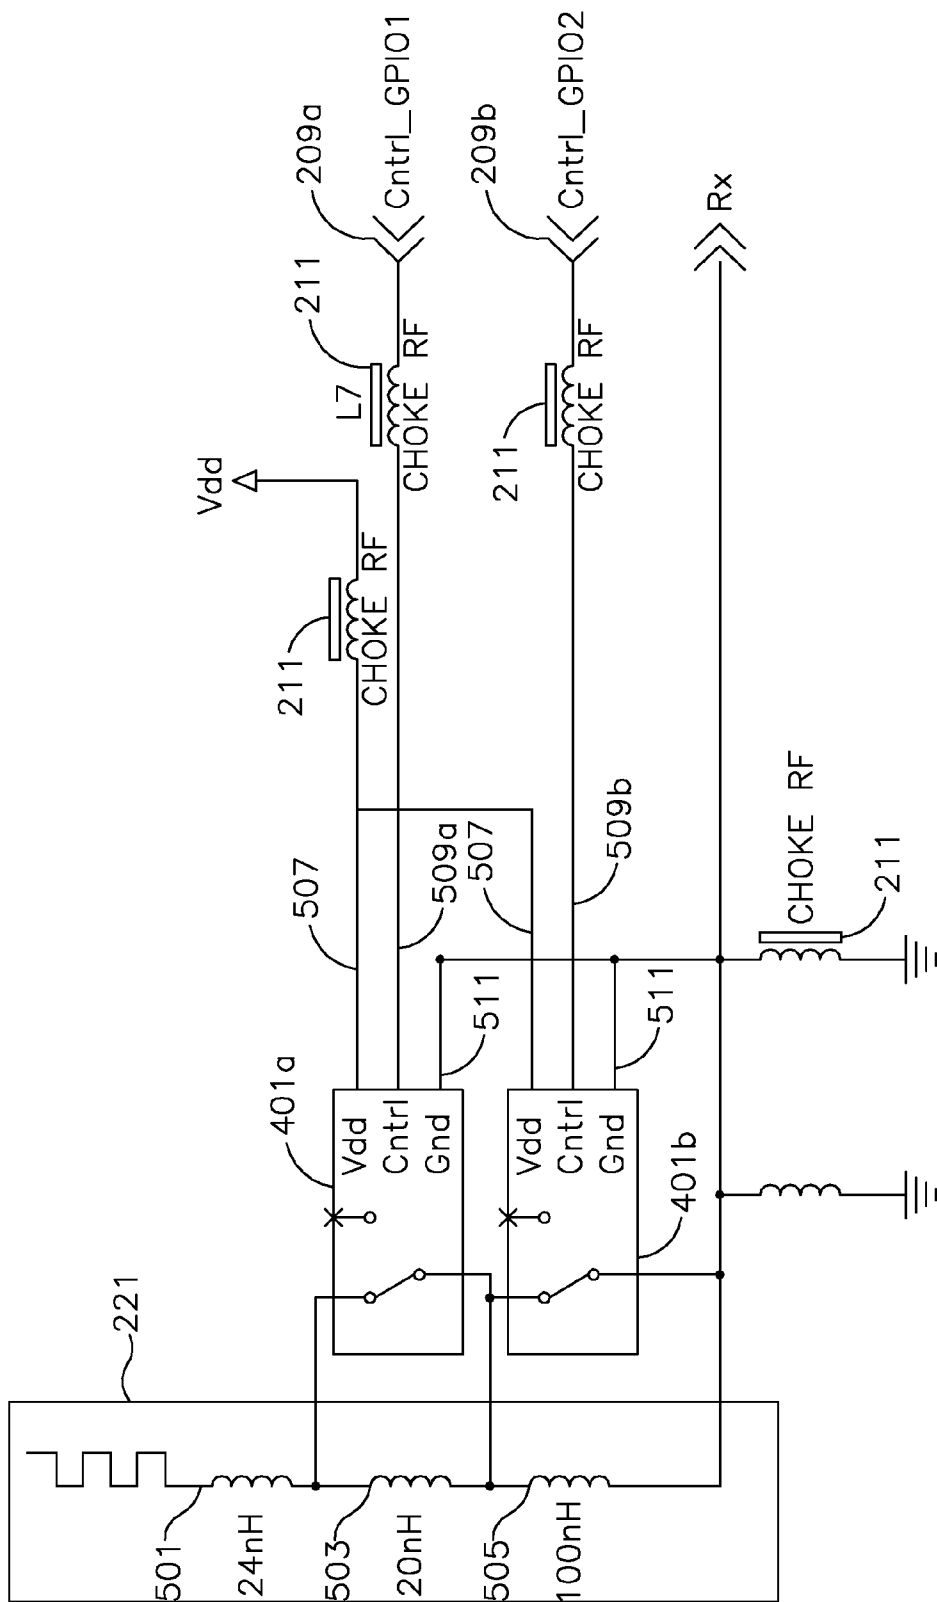 Cntrl_GPIO1
Cntrl_GPIO2
209a
209b
Rx
211
L7
CHOKE RF
211
CHOKE RF
Vdd
211
CHOKE RF
507
509a
507
509b
CHOKE RF
211
511
511
401a
Vdd
Cntrl
Gnd
Vdd
Cntrl
Gnd
401b
221
501
24nH
503
20nH
505
100nH